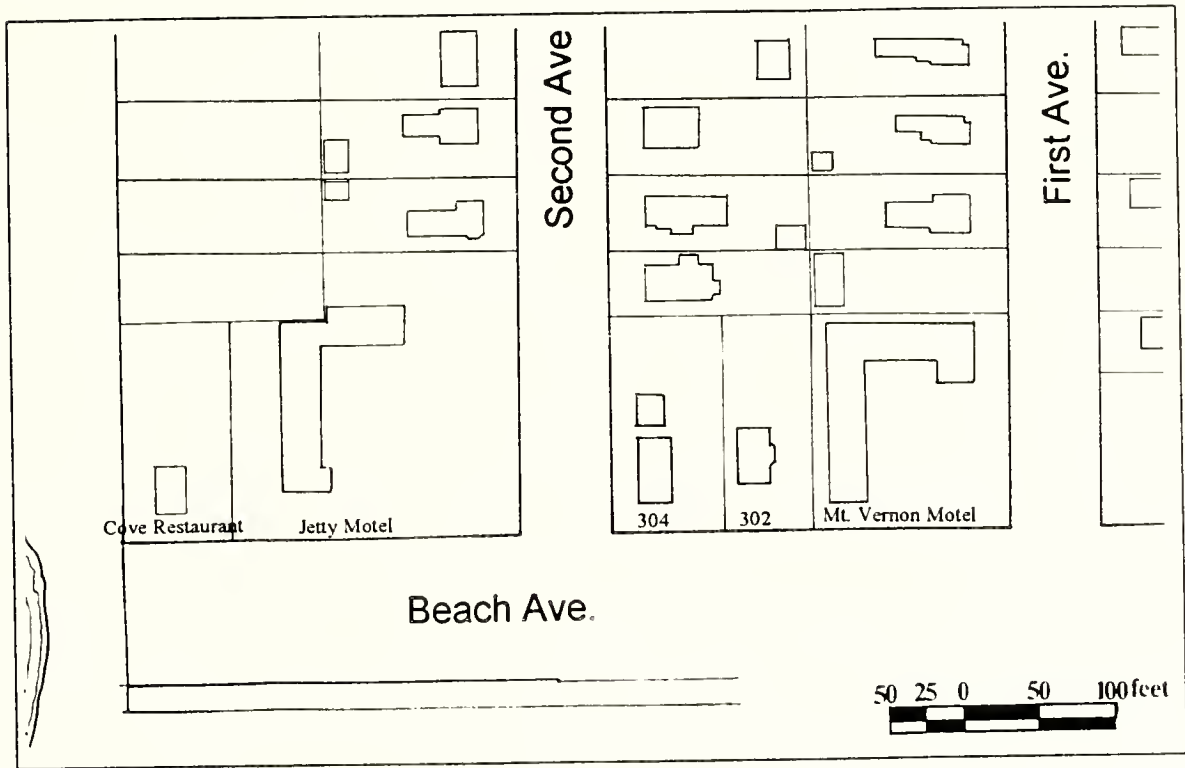 Second Ave
First Ave.
Cove Restaurant
Jetty Motel
304
302
Mt. Vernon Motel
Beach Ave.
50 25 0 50 100 feet